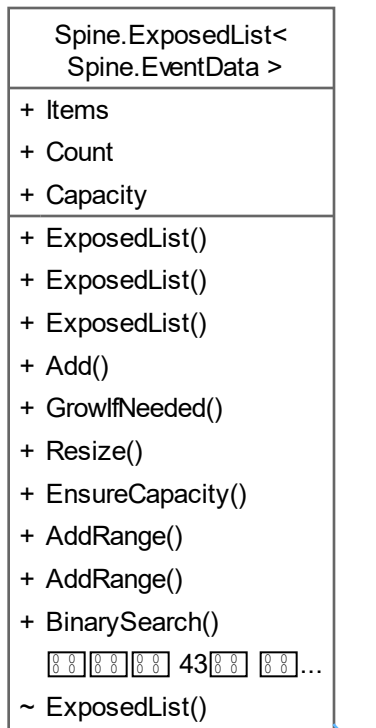 Spine.ExposedList<
Spine.EventData >
+ Items
+ Count
+ Capacity
+ ExposedList()
+ ExposedList()
+ ExposedList()
+ Add()
+ GrowIfNeeded()
+ Resize()
+ EnsureCapacity()
+ AddRange()
+ AddRange()
+ BinarySearch()
43 ...
~ ExposedList()